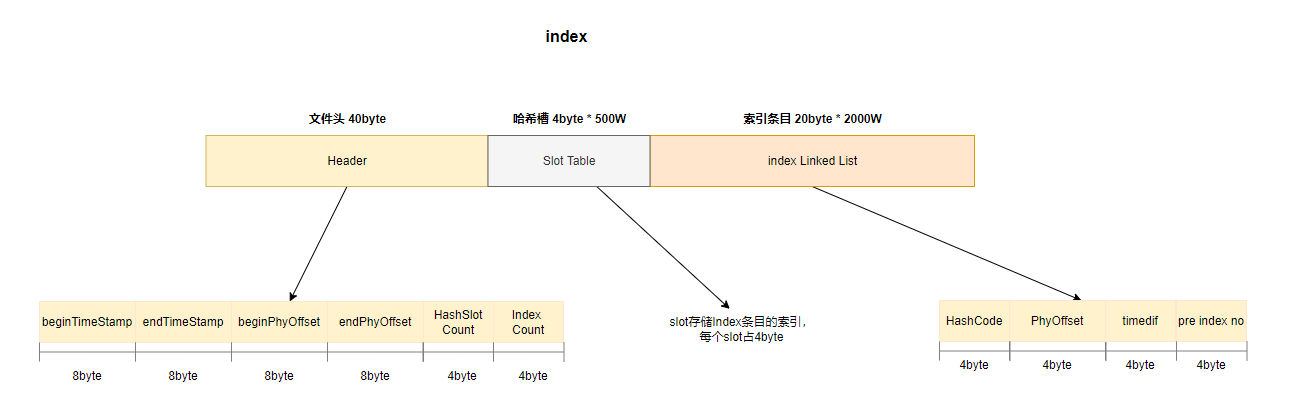 index
文件头 40byte
哈希槽 4byte * 500W
索引条目 20byte * 2000W
Header
Slot Table
index Linked List
beginTimeStamp
endTimeStamp
beginPhyOffset
endPhyOffset
HashSlot
Count
Index
Count
8byte
8byte
8byte
8byte
4byte
4byte
slot存储Index条目的索引，
每个slot占4byte
HashCode
PhyOffset
timedif
pre index no
4byte
4byte
4byte
4byte